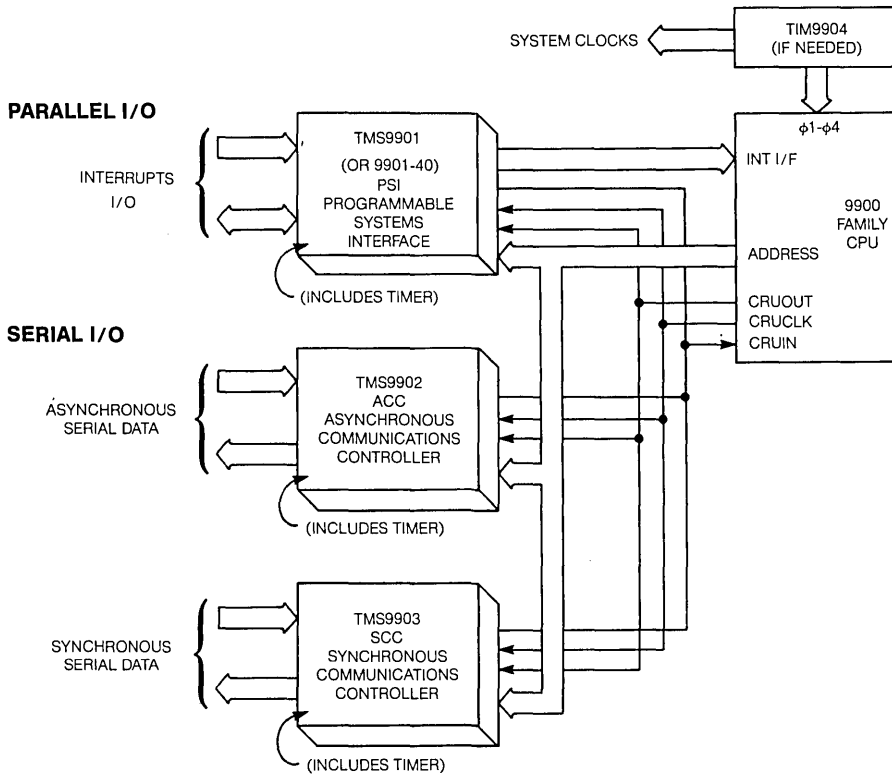 SYSTEM CLOCKS
TIM9904
(IF NEEDED)
PARALLEL I/O
INTERRUPTS
I/O
TMS9901
(OR 9901-40)
PSI
PROGRAMMABLE
SYSTEMS
INTERFACE
(INCLUDES TIMER)
ϕ1-ϕ4
INT I/F
9900
FAMILY
CPU
ADDRESS
CRUOUT
CRUCLK
CRUIN
SERIAL I/O
ASYNCHRONOUS
SERIAL DATA
TMS9902
ACC
ASYNCHRONOUS
COMMUNICATIONS
CONTROLLER
(INCLUDES TIMER)
SYNCHRONOUS
SERIAL DATA
TMS9903
SCC
SYNCHRONOUS
COMMUNICATIONS
CONTROLLER
(INCLUDES TIMER)